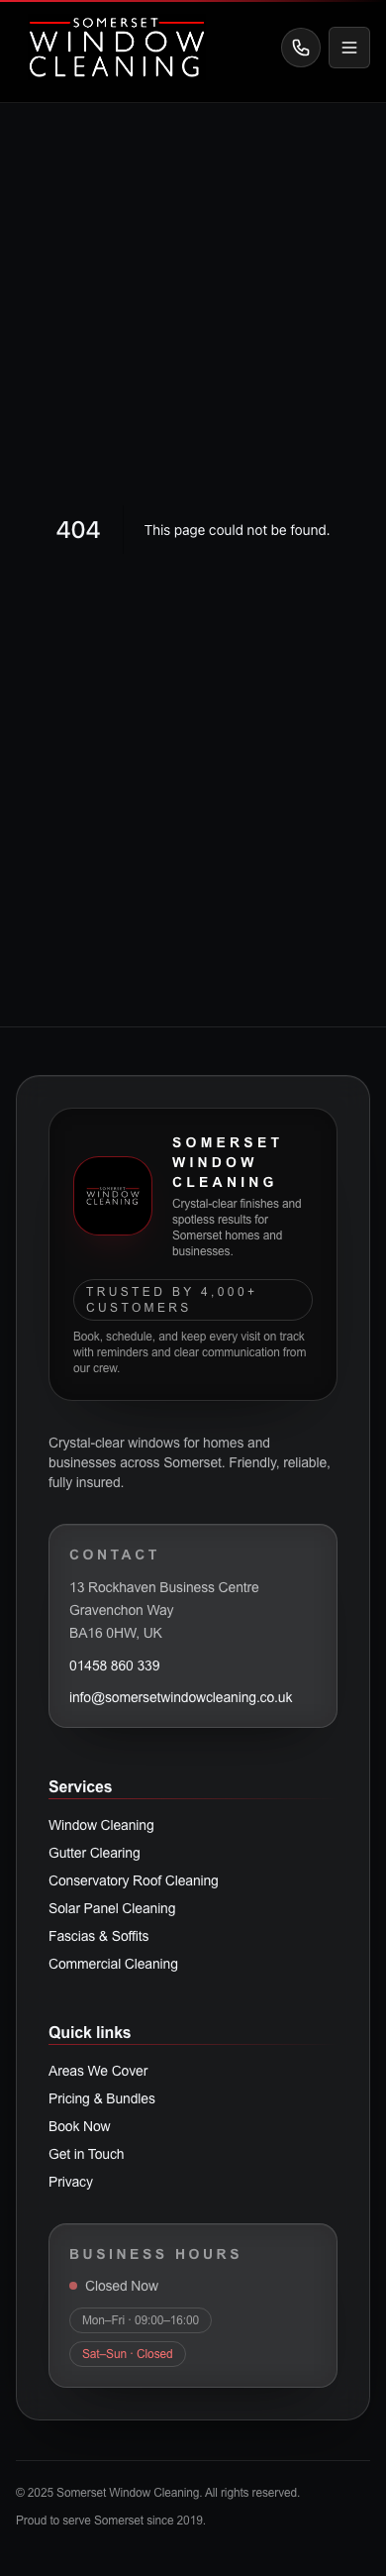 SOMERSET
WINDOW
CLEANING
404
This page could not be found.
SOMERSET
WINDOW
CLEANING
SOMERSET
WINDOW
CLEANING
Crystal-clear finishes and
spotless results for
Somerset homes and
businesses.
TRUSTED BY 4,000+
CUSTOMERS
Book, schedule, and keep every visit on track
with reminders and clear communication from
our crew.
Crystal-clear windows for homes and
businesses across Somerset. Friendly, reliable,
fully insured.
CONTACT
13 Rockhaven Business Centre
Gravenchon Way
BA16 0HW, UK
01458 860 339
info@somersetwindowcleaning.co.uk
Services
Window Cleaning
Gutter Clearing
Conservatory Roof Cleaning
Solar Panel Cleaning
Fascias & Soffits
Commercial Cleaning
Quick links
Areas We Cover
Pricing & Bundles
Book Now
Get in Touch
Privacy
BUSINESS HOURS
Closed Now
Mon–Fri · 09:00–16:00
Sat–Sun · Closed
© 2025 Somerset Window Cleaning. All rights reserved.
Proud to serve Somerset since 2019.